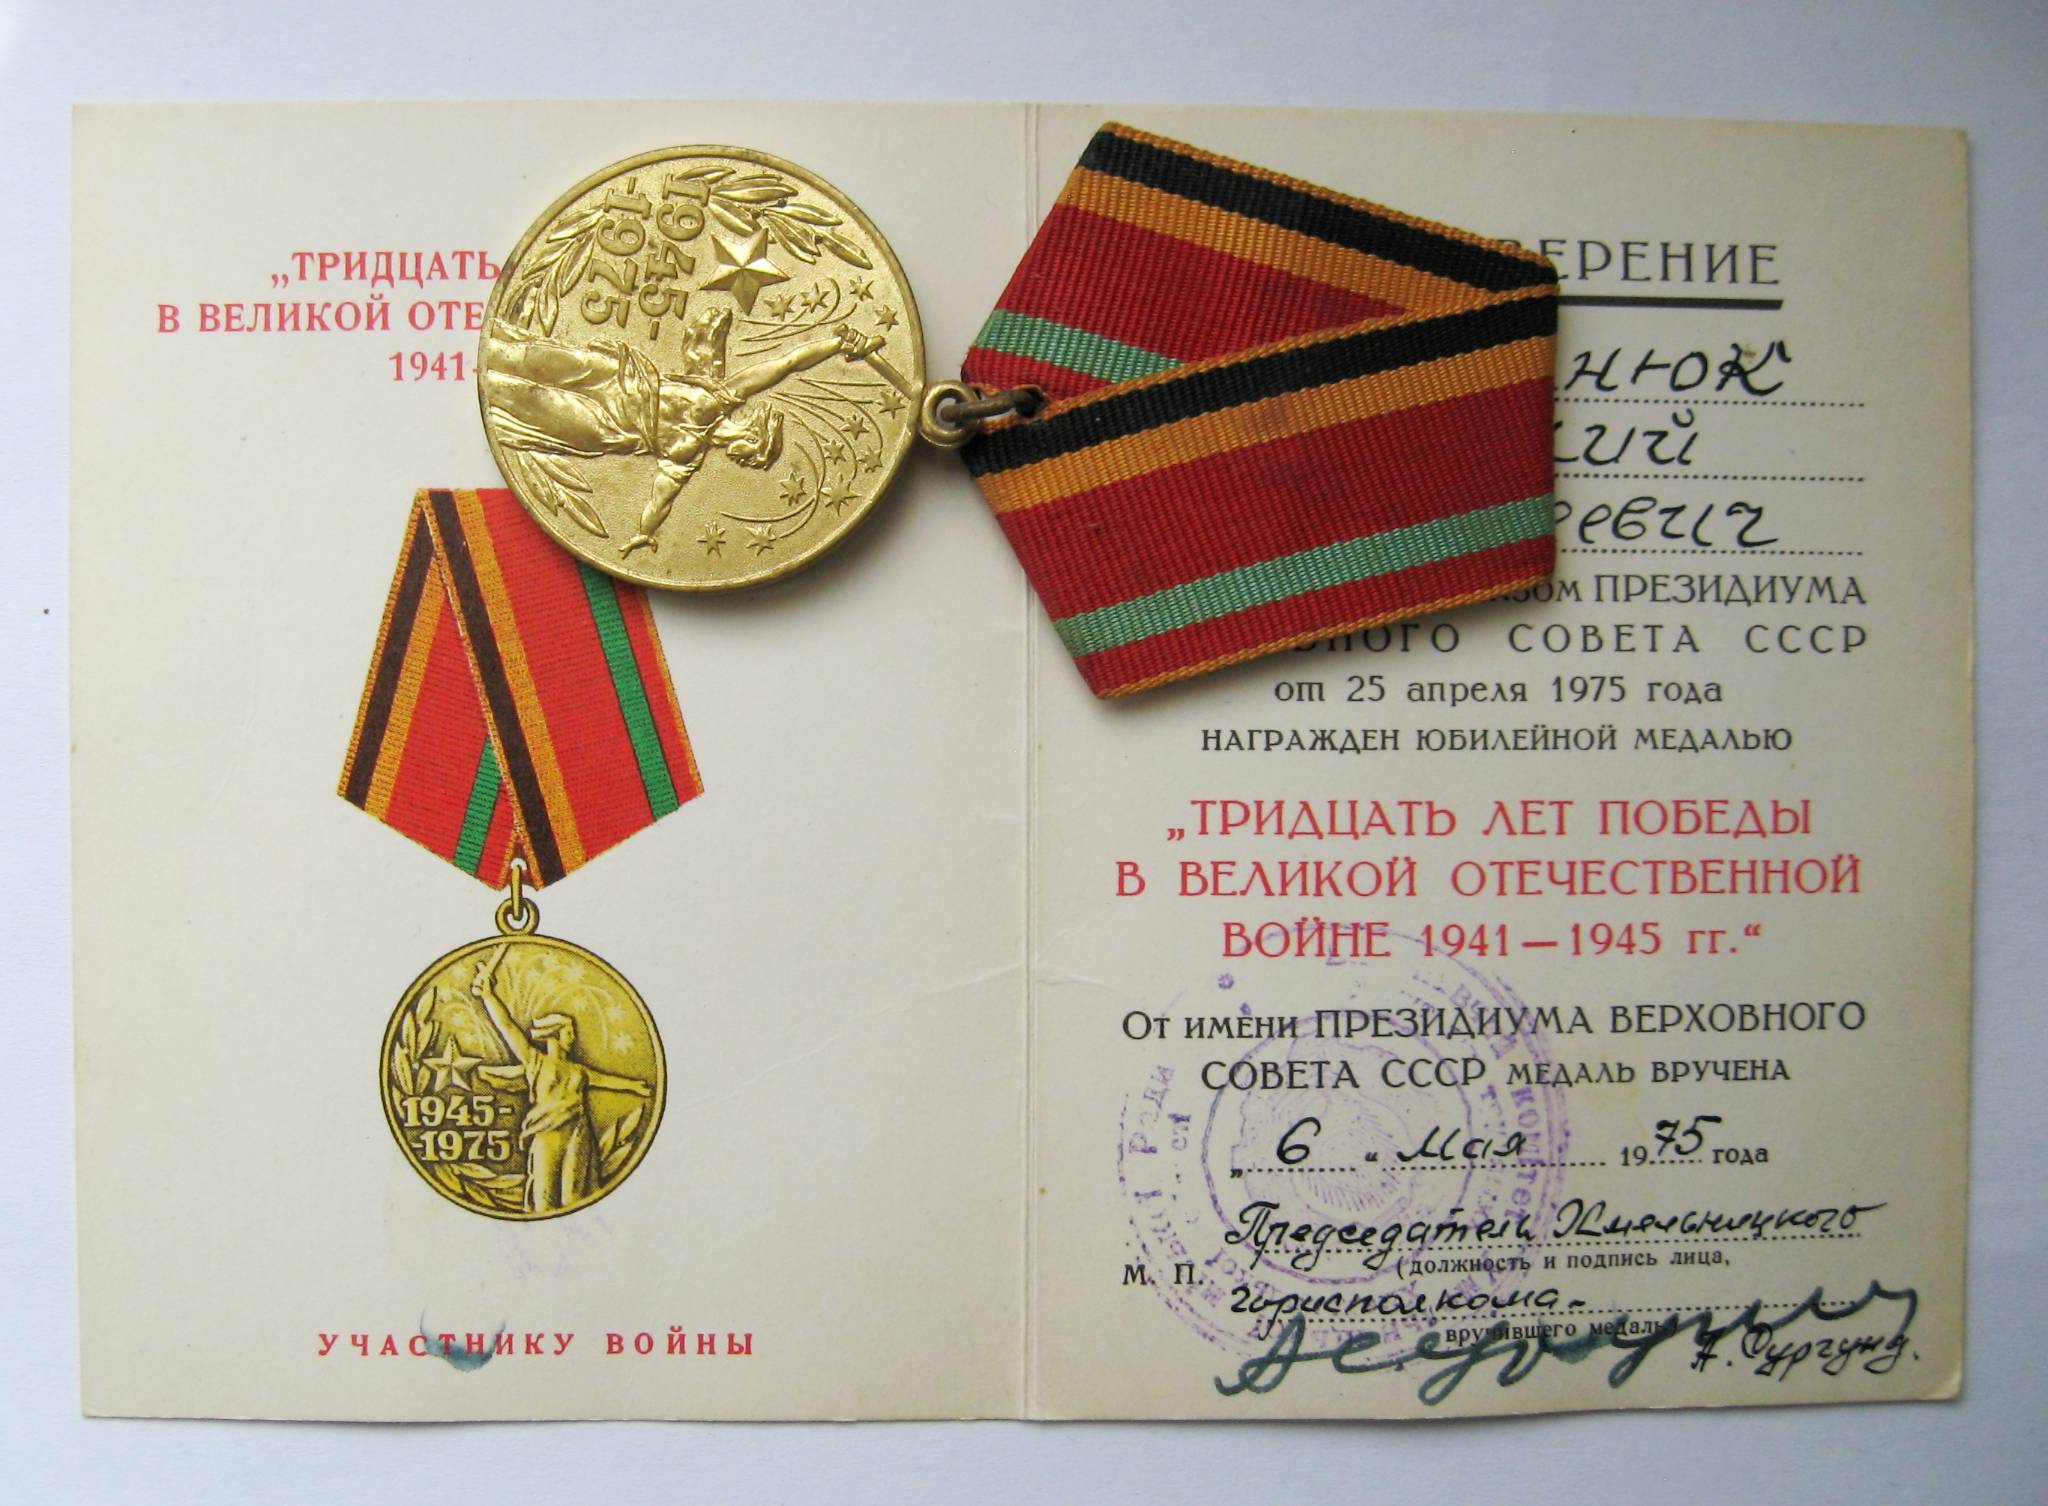 „ТРИДЦАТЬ
В ВЕЛИКОЙ ОТЕ
1941-
1945-
-1975
1945-
-1975
УЧАСТНИКУ ВОЙНЫ
ВЕРЕНИЕ
НЮК
КИЙ
ЕВИЧ
зом ПРЕЗИДИУМА
ВНОГО СОВЕТА СССР
от 25 апреля 1975 года
НАГРАЖДЕН ЮБИЛЕЙНОЙ МЕДАЛЬЮ
„ТРИДЦАТЬ ЛЕТ ПОБЕДЫ
В ВЕЛИКОЙ ОТЕЧЕСТВЕННОЙ
ВОЙНЕ 1941—1945 гг.“
От имени ПРЕЗИДИУМА ВЕРХОВНОГО
СОВЕТА СССР МЕДАЛЬ ВРУЧЕНА
„ 6 “ Мая 1975 года
Председатель Хмельницкого
(должность и подпись лица,
М. П.
горисполкома-
вручившего медаль)